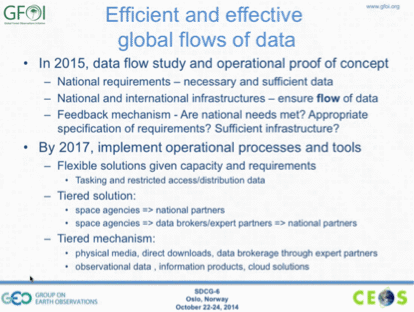 GFOI
www.gfoi.org
Efficient and effective
global flows of data
• In 2015, data flow study and operational proof of concept
– National requirements – necessary and sufficient data
– National and international infrastructures – ensure flow of data
– Feedback mechanism - Are national needs met? Appropriate
specification of requirements? Sufficient infrastructure?
• By 2017, implement operational processes and tools
– Flexible solutions given capacity and requirements
• Tasking and restricted access/distribution data
– Tiered solution:
• space agencies => national partners
• space agencies => data brokers/expert partners => national partners
– Tiered mechanism:
• physical media, direct downloads, data brokerage through expert partners
• observational data , information products, cloud solutions
GEO GROUP ON
EARTH OBSERVATIONS
SDCG-6
Oslo, Norway
October 22-24, 2014
CEOS